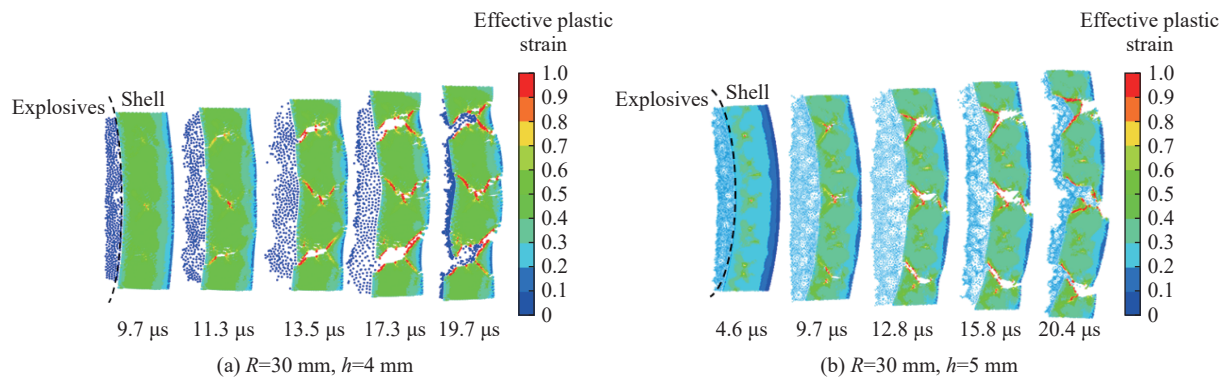 Effective plastic
strain
Explosives
Shell
1.0
0.9
0.8
0.7
0.6
0.5
0.4
0.3
0.2
0.1
0
9.7 μs
11.3 μs
13.5 μs
17.3 μs
19.7 μs
(a) R=30 mm, h=4 mm
Effective plastic
strain
Explosives
Shell
1.0
0.9
0.8
0.7
0.6
0.5
0.4
0.3
0.2
0.1
0
4.6 μs
9.7 μs
12.8 μs
15.8 μs
20.4 μs
(b) R=30 mm, h=5 mm